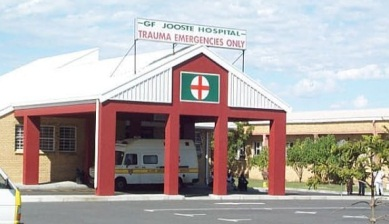 -GF JOOSTE HOSPITAL-
TRAUMA EMERGENCIES ONLY